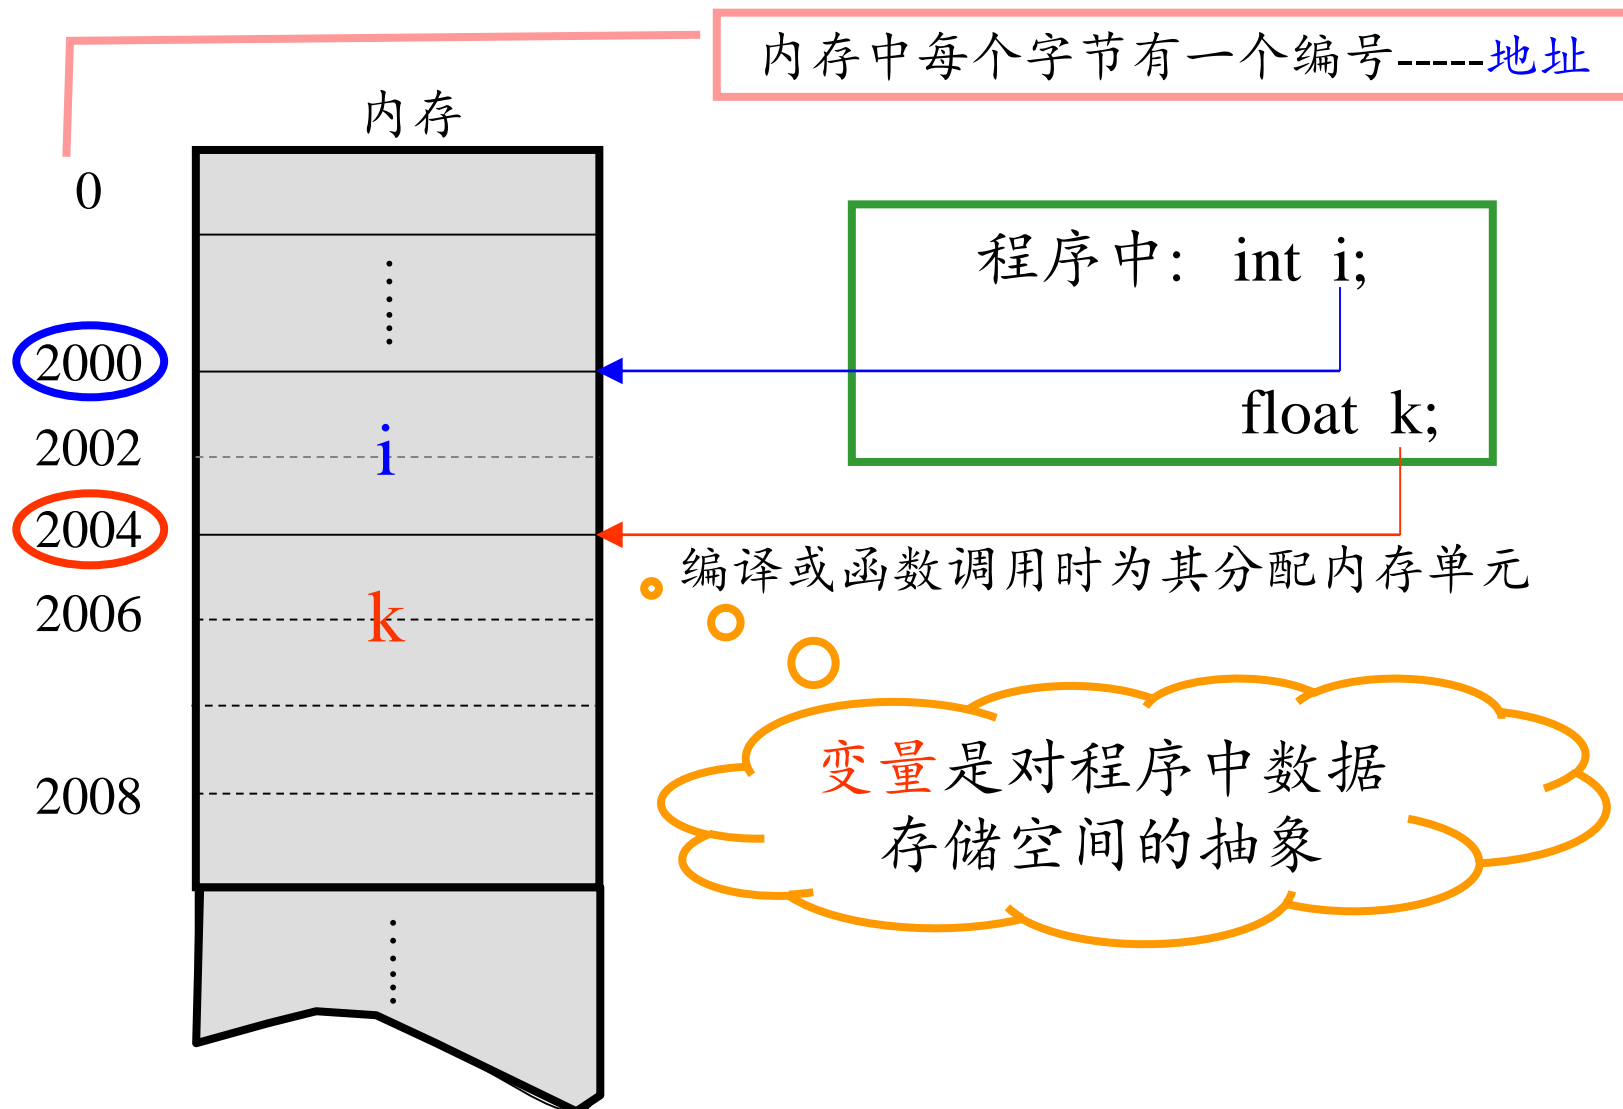 内存中每个字节有一个编号-----地址
内存
0
程序中: int i;
2000
float k;
2002
i
2004
编译或函数调用时为其分配内存单元
2006
k
变量是对程序中数据
2008
存储空间的抽象